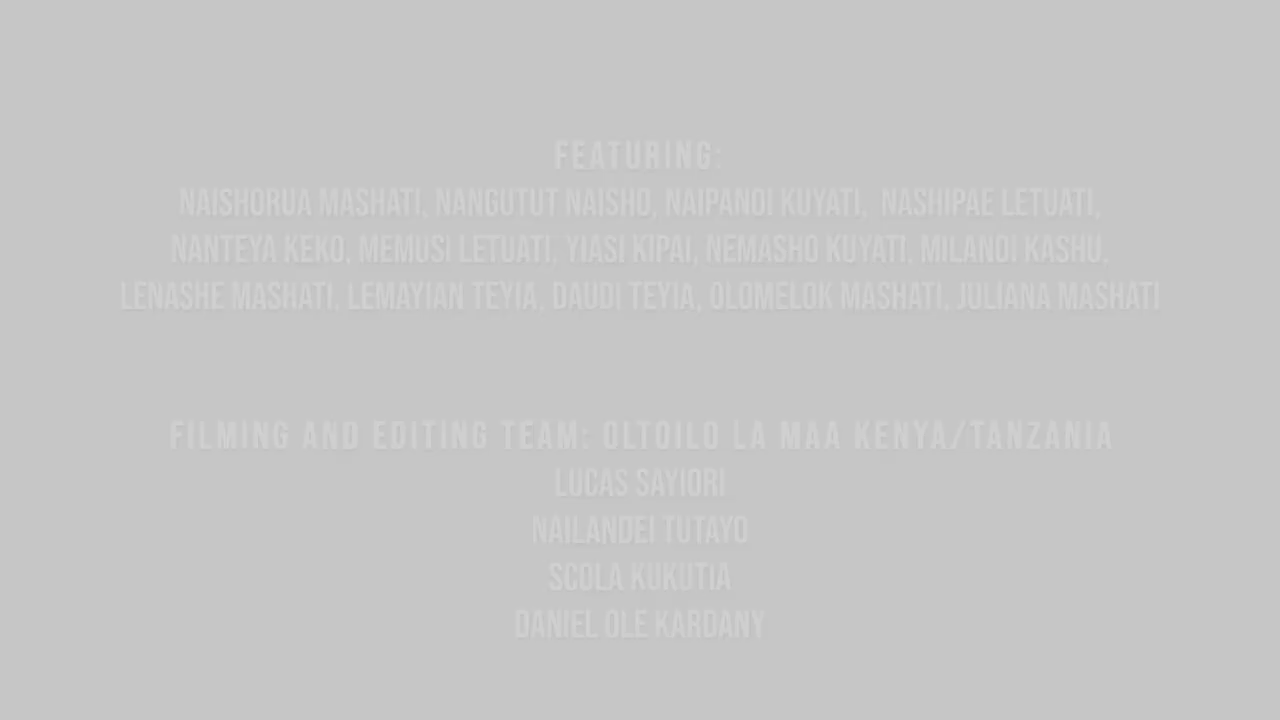 FEATURING:
NAISHORUA MASHATI, NANGUTUT NAISHO, NAIPANOI KUYATI, NASHIPAE LETUATI,
NANTEYA KEKO, MEMUSI LETUATI, YIASI KIPAI, NEMASHO KUYATI, MILANOI KASHU,
LENASHE MASHATI, LEMAYIAN TEYIA, DAUDI TEYIA, OLOMELOK MASHATI, JULIANA MASHATI
FILMING AND EDITING TEAM: OLTOILO LA MAA KENYA/TANZANIA
LUCAS SAYIORI
NAILANDEI TUTAYO
SCOLA KUKUTIA
DANIEL OLE KARDANY